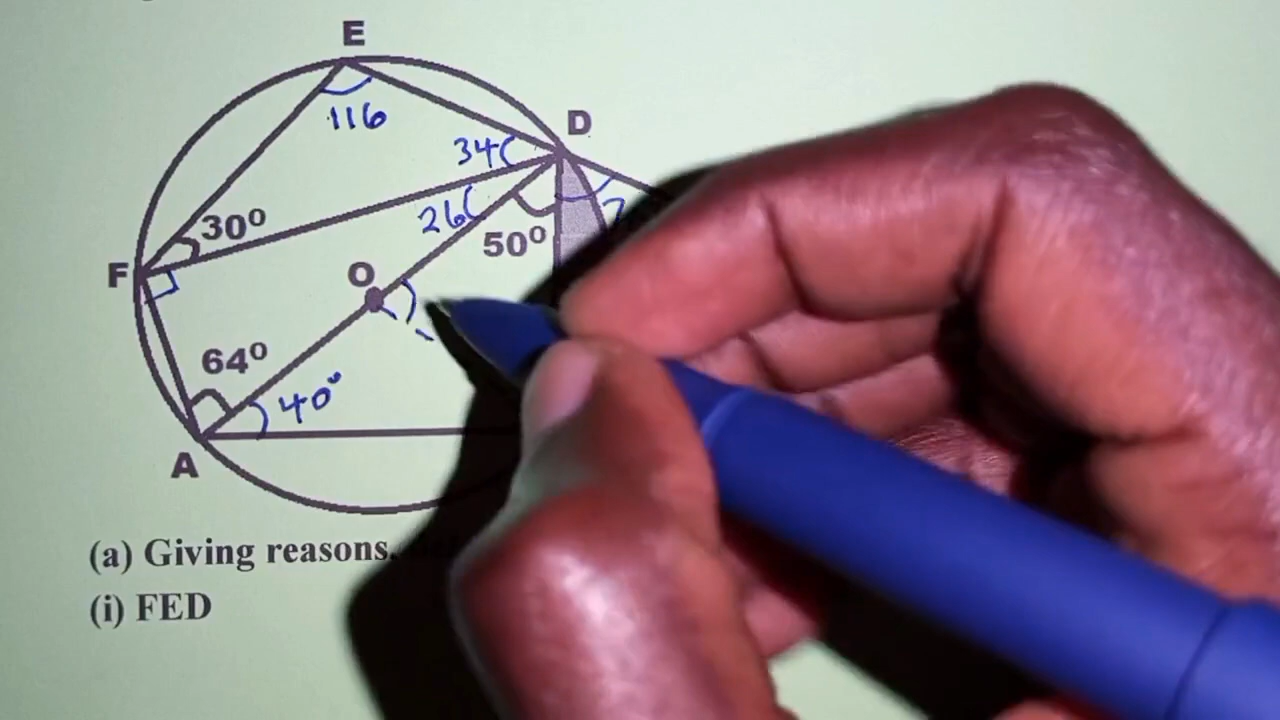 E
116
D
34
26
30°
50°
F
O
64°
40°
A
(a) Giving reasons,
(i) FED